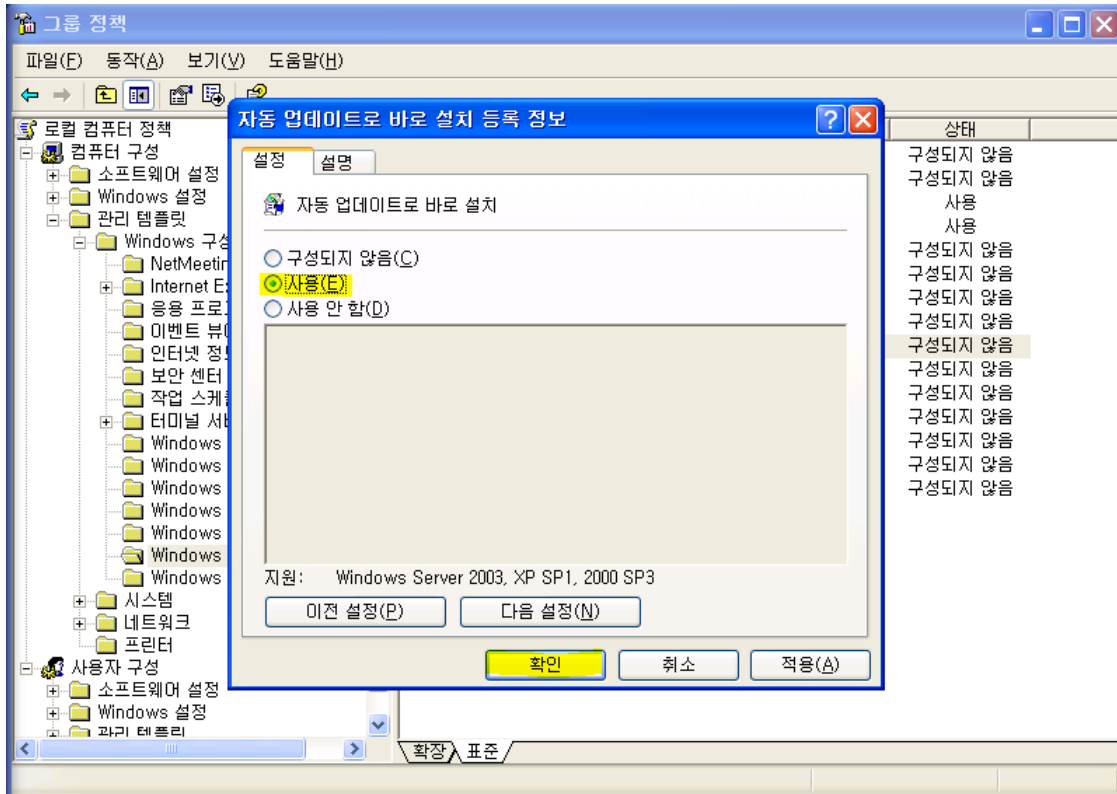 그룹 정책
파일(F) 동작(A) 보기(V) 도움말(H)
로컬 컴퓨터 정책
컴퓨터 구성
소프트웨어 설정
Windows 설정
관리 템플릿
Windows 구성
NetMeetin
Internet E
응용 프로
이벤트 뷰
인터넷 정
보안 센터
작업 스케
터미널 서
Windows
Windows
Windows
Windows
Windows
Windows
Windows
시스템
네트워크
프린터
사용자 구성
소프트웨어 설정
Windows 설정
관리 템플릿
자동 업데이트로 바로 설치 등록 정보
설정 설명
자동 업데이트로 바로 설치
구성되지 않음(C)
사용(E)
사용 안 함(D)
지원: Windows Server 2003, XP SP1, 2000 SP3
이전 설정(P) 다음 설정(N)
확인 취소 적용(A)
상태
구성되지 않음
구성되지 않음
사용
사용
구성되지 않음
구성되지 않음
구성되지 않음
구성되지 않음
구성되지 않음
구성되지 않음
구성되지 않음
구성되지 않음
구성되지 않음
구성되지 않음
구성되지 않음
확장 표준